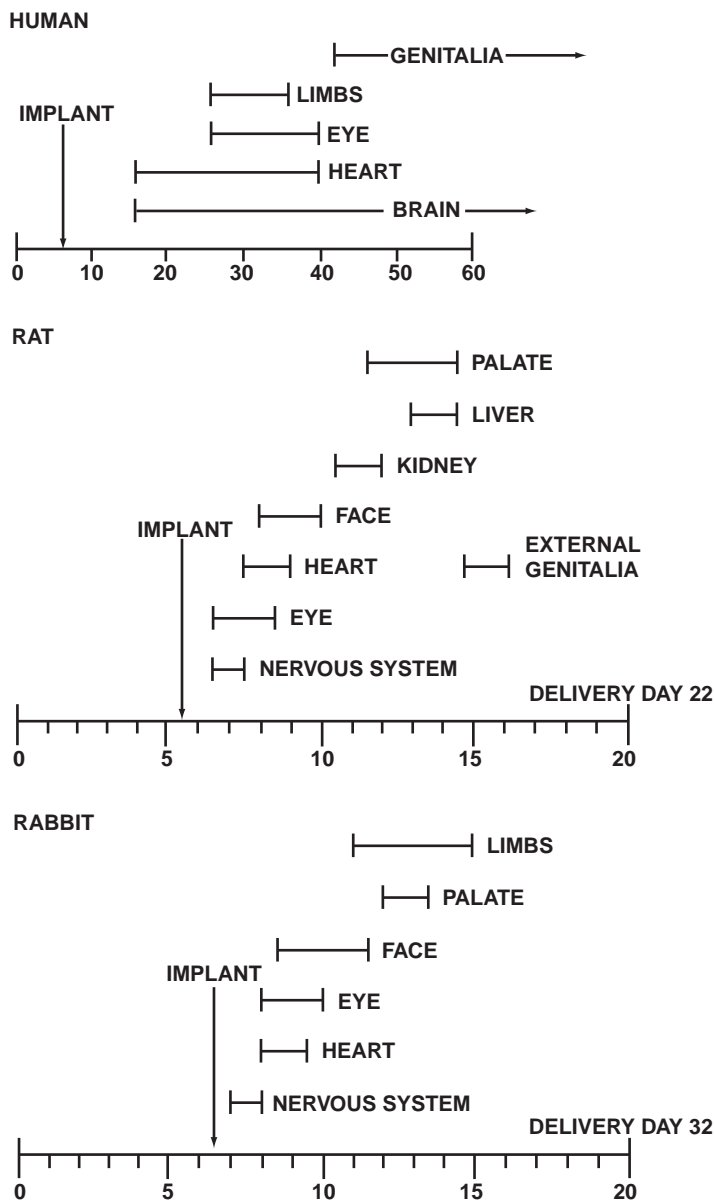 HUMAN
GENITALIA
LIMBS
IMPLANT
EYE
HEART
BRAIN
0 10 20 30 40 50 60
RAT
PALATE
LIVER
KIDNEY
FACE
IMPLANT
EXTERNAL
GENITALIA
HEART
EYE
NERVOUS SYSTEM
DELIVERY DAY 22
0 5 10 15 20
RABBIT
LIMBS
PALATE
FACE
IMPLANT
EYE
HEART
NERVOUS SYSTEM
DELIVERY DAY 32
0 5 10 15 20